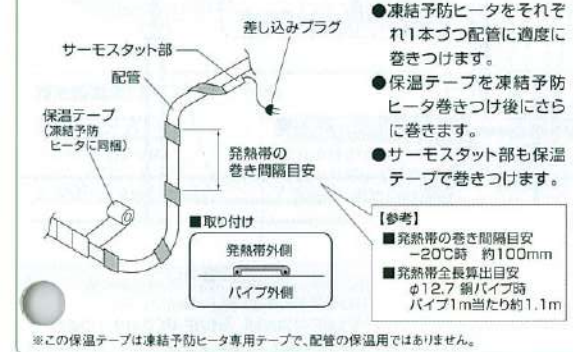 差し込みプラグ
サーモスタット部
配管
保温テープ
(凍結予防
ヒータに同梱)
発熱帯の
巻き間隔目安
■取り付け
発熱帯外側
パイプ外側
●凍結予防ヒータをそれぞ
れ1本づつ配管に適度に
巻きつけます。
●保温テープを凍結予防
ヒータ巻きつけ後にさら
に巻きます。
●サーモスタット部も保温
テープで巻きつけます。
【参考】
■発熱帯の巻き間隔目安
−20℃時 約100mm
■発熱帯全長算出目安
φ12.7 銅パイプ時
パイプ1m当たり約1.1m
※この保温テープは凍結予防ヒータ専用テープで、配管の保温用ではありません。